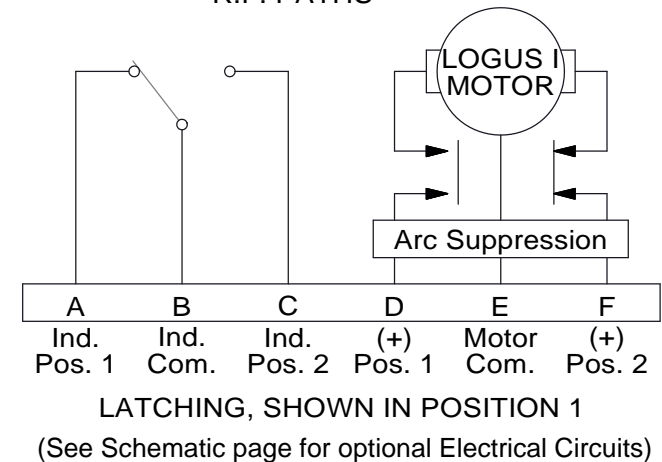 LOGUS I
MOTOR
Arc Suppression
A B C D E F
Ind. Ind. Ind. (+) Motor (+)
Pos. 1 Com. Pos. 2 Pos. 1 Com. Pos. 2
LATCHING, SHOWN IN POSITION 1
(See Schematic page for optional Electrical Circuits)